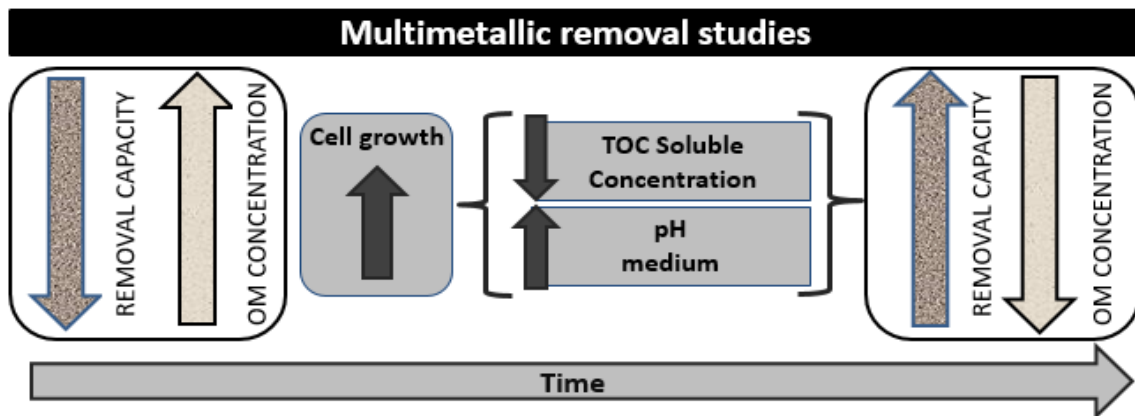 Multimetallic removal studies
REMOVAL CAPACITY
OM CONCENTRATION
Cell growth
TOC Soluble
Concentration
pH
medium
REMOVAL CAPACITY
OM CONCENTRATION
Time